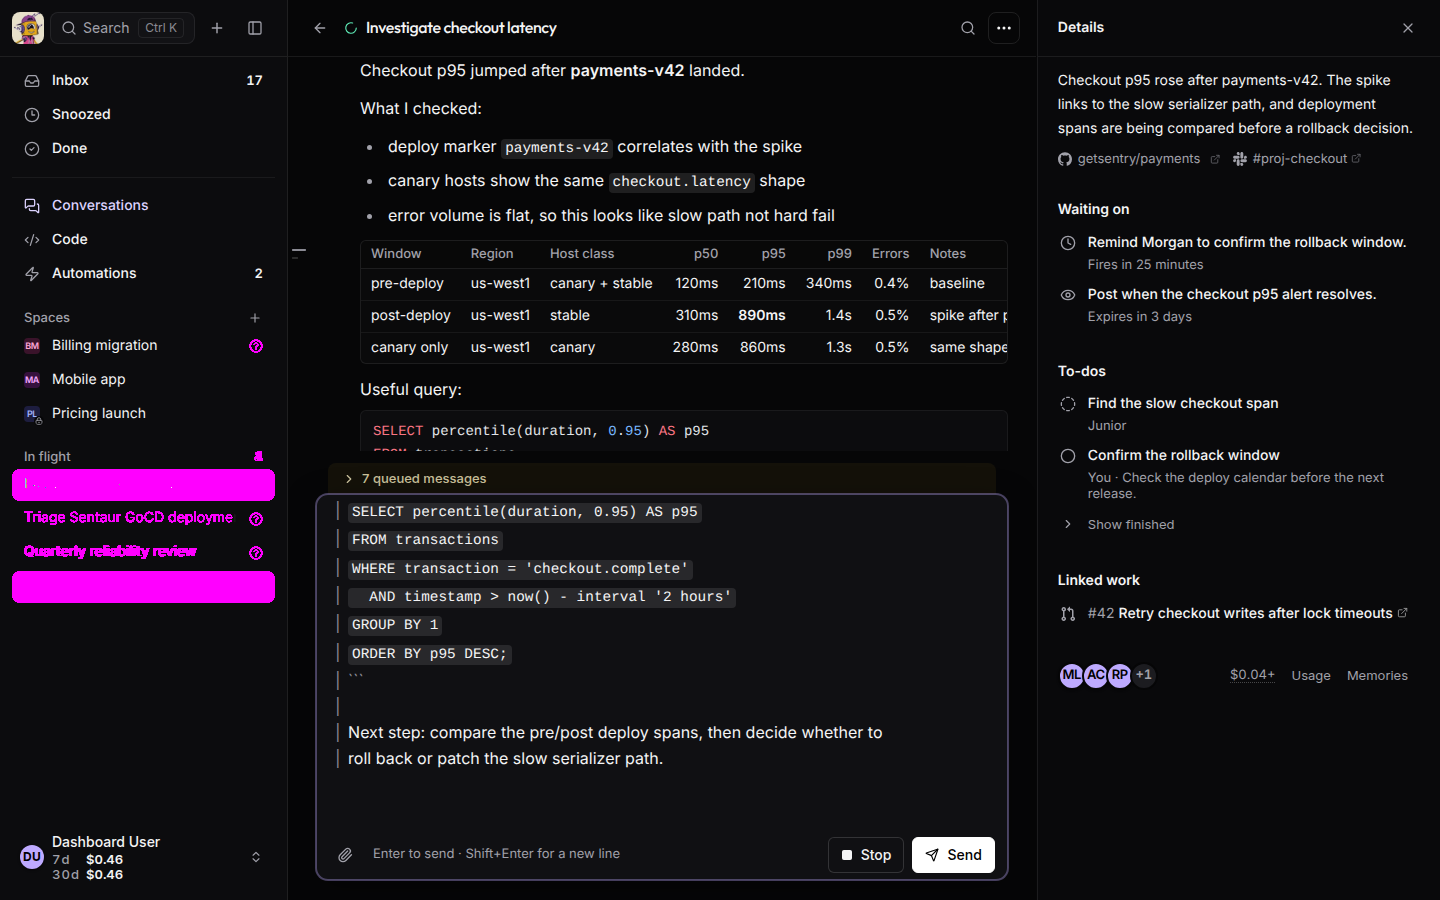 Search Ctrl K
Inbox 17
Snoozed
Done
Conversations
Code
Automations 2
Spaces
BM Billing migration
MA Mobile app
PL Pricing launch
In flight
Triage Sentaur GoCD deployme
Quarterly reliability review
DU Dashboard User
7d $0.46
30d $0.46
Investigate checkout latency
Checkout p95 jumped after payments-v42 landed.
What I checked:
deploy marker payments-v42 correlates with the spike
canary hosts show the same checkout.latency shape
error volume is flat, so this looks like slow path not hard fail
Window Region Host class p50 p95 p99 Errors Notes
pre-deploy us-west1 canary + stable 120ms 210ms 340ms 0.4% baseline
post-deploy us-west1 stable 310ms 890ms 1.4s 0.5% spike after p
canary only us-west1 canary 280ms 860ms 1.3s 0.5% same shape
Useful query:
SELECT percentile(duration, 0.95) AS p95
FROM transactions
7 queued messages
SELECT percentile(duration, 0.95) AS p95
FROM transactions
WHERE transaction = 'checkout.complete'
AND timestamp > now() - interval '2 hours'
GROUP BY 1
ORDER BY p95 DESC;
```
Next step: compare the pre/post deploy spans, then decide whether to
roll back or patch the slow serializer path.
Enter to send · Shift+Enter for a new line
Stop
Send
Details
Checkout p95 rose after payments-v42. The spike
links to the slow serializer path, and deployment
spans are being compared before a rollback decision.
getsentry/payments #proj-checkout
Waiting on
Remind Morgan to confirm the rollback window.
Fires in 25 minutes
Post when the checkout p95 alert resolves.
Expires in 3 days
To-dos
Find the slow checkout span
Junior
Confirm the rollback window
You · Check the deploy calendar before the next
release.
Show finished
Linked work
#42 Retry checkout writes after lock timeouts
ML AC RP +1 $0.04+ Usage Memories